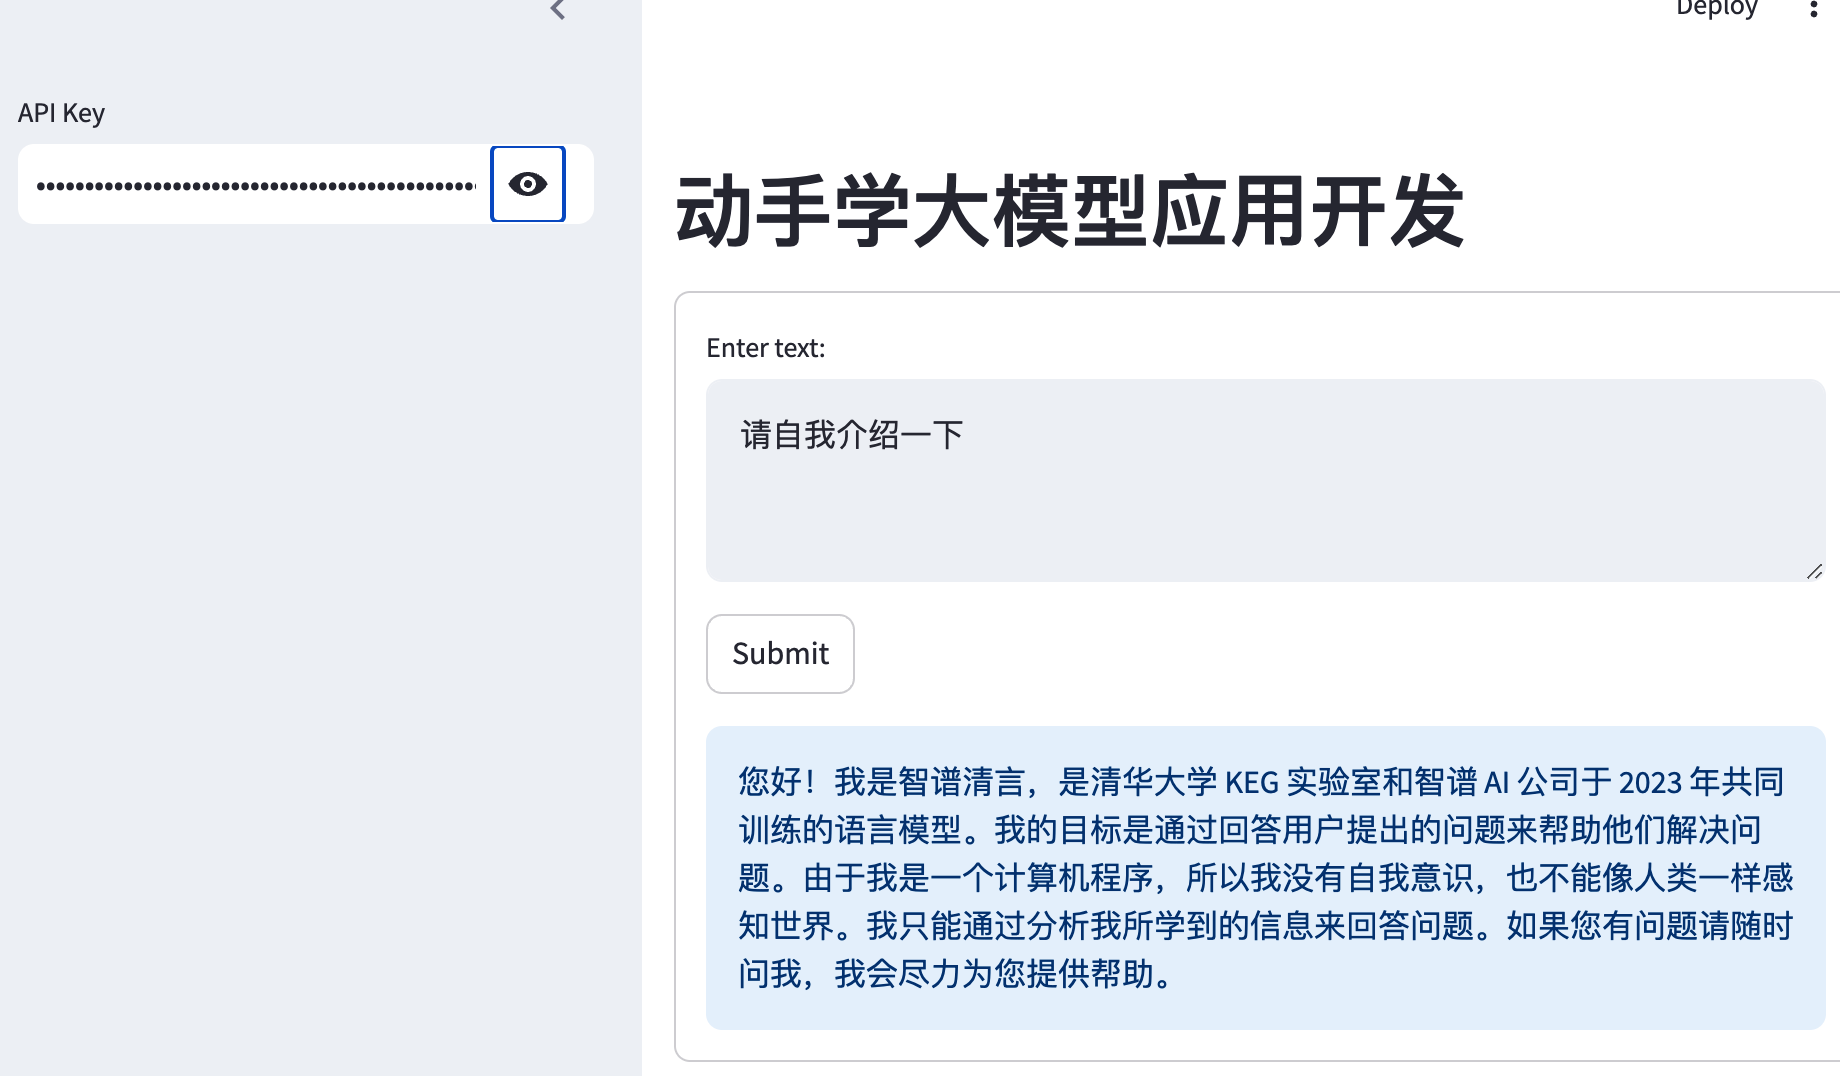 Deploy
API Key
动手学大模型应用开发
Enter text:
请自我介绍一下
Submit
您好！我是智谱清言，是清华大学 KEG 实验室和智谱 AI 公司于 2023 年共同
训练的语言模型。我的目标是通过回答用户提出的问题来帮助他们解决问
题。由于我是一个计算机程序，所以我没有自我意识，也不能像人类一样感
知世界。我只能通过分析我所学到的信息来回答问题。如果您有问题请随时
问我，我会尽力为您提供帮助。